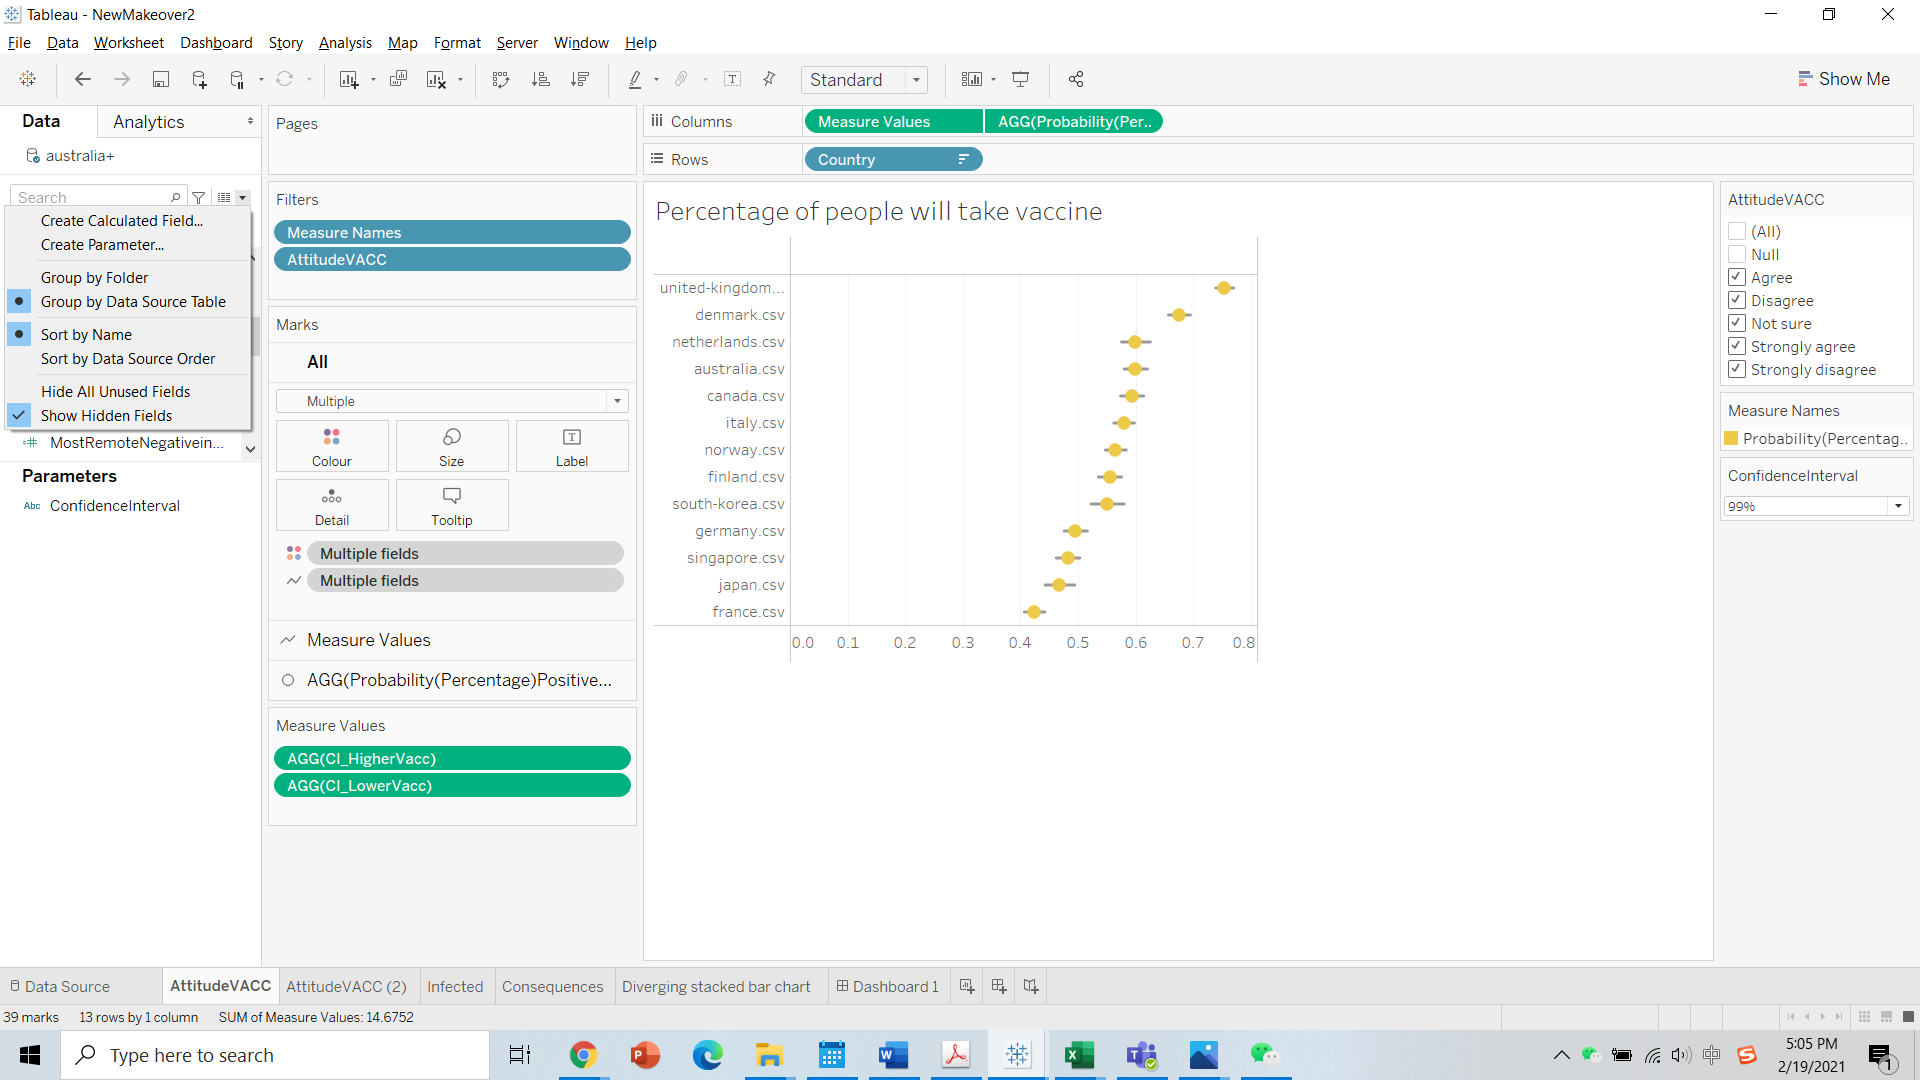 Tableau - NewMakeover2
File Data Worksheet Dashboard Story Analysis Map Format Server Window Help
Standard
Show Me
Data
Analytics
australia+
Search
Create Calculated Field...
Create Parameter...
Group by Folder
Group by Data Source Table
Sort by Name
Sort by Data Source Order
Hide All Unused Fields
Show Hidden Fields
MostRemoteNegativein...
Parameters
Abc ConfidenceInterval
Pages
Filters
Measure Names
AttitudeVACC
Marks
All
Multiple
Colour Size Label
Detail Tooltip
Multiple fields
Multiple fields
Measure Values
AGG(Probability(Percentage)Positive...
Measure Values
AGG(CI_HigherVacc)
AGG(CI_LowerVacc)
Columns Measure Values AGG(Probability(Per..
Rows Country
Percentage of people will take vaccine
united-kingdom...
denmark.csv
netherlands.csv
australia.csv
canada.csv
italy.csv
norway.csv
finland.csv
south-korea.csv
germany.csv
singapore.csv
japan.csv
france.csv
0.0 0.1 0.2 0.3 0.4 0.5 0.6 0.7 0.8
AttitudeVACC
(All)
Null
Agree
Disagree
Not sure
Strongly agree
Strongly disagree
Measure Names
Probability(Percentag..
ConfidenceInterval
99%
Data Source AttitudeVACC AttitudeVACC (2) Infected Consequences Diverging stacked bar chart Dashboard 1
39 marks 13 rows by 1 column SUM of Measure Values: 14.6752
Type here to search
中
5:05 PM
2/19/2021
1